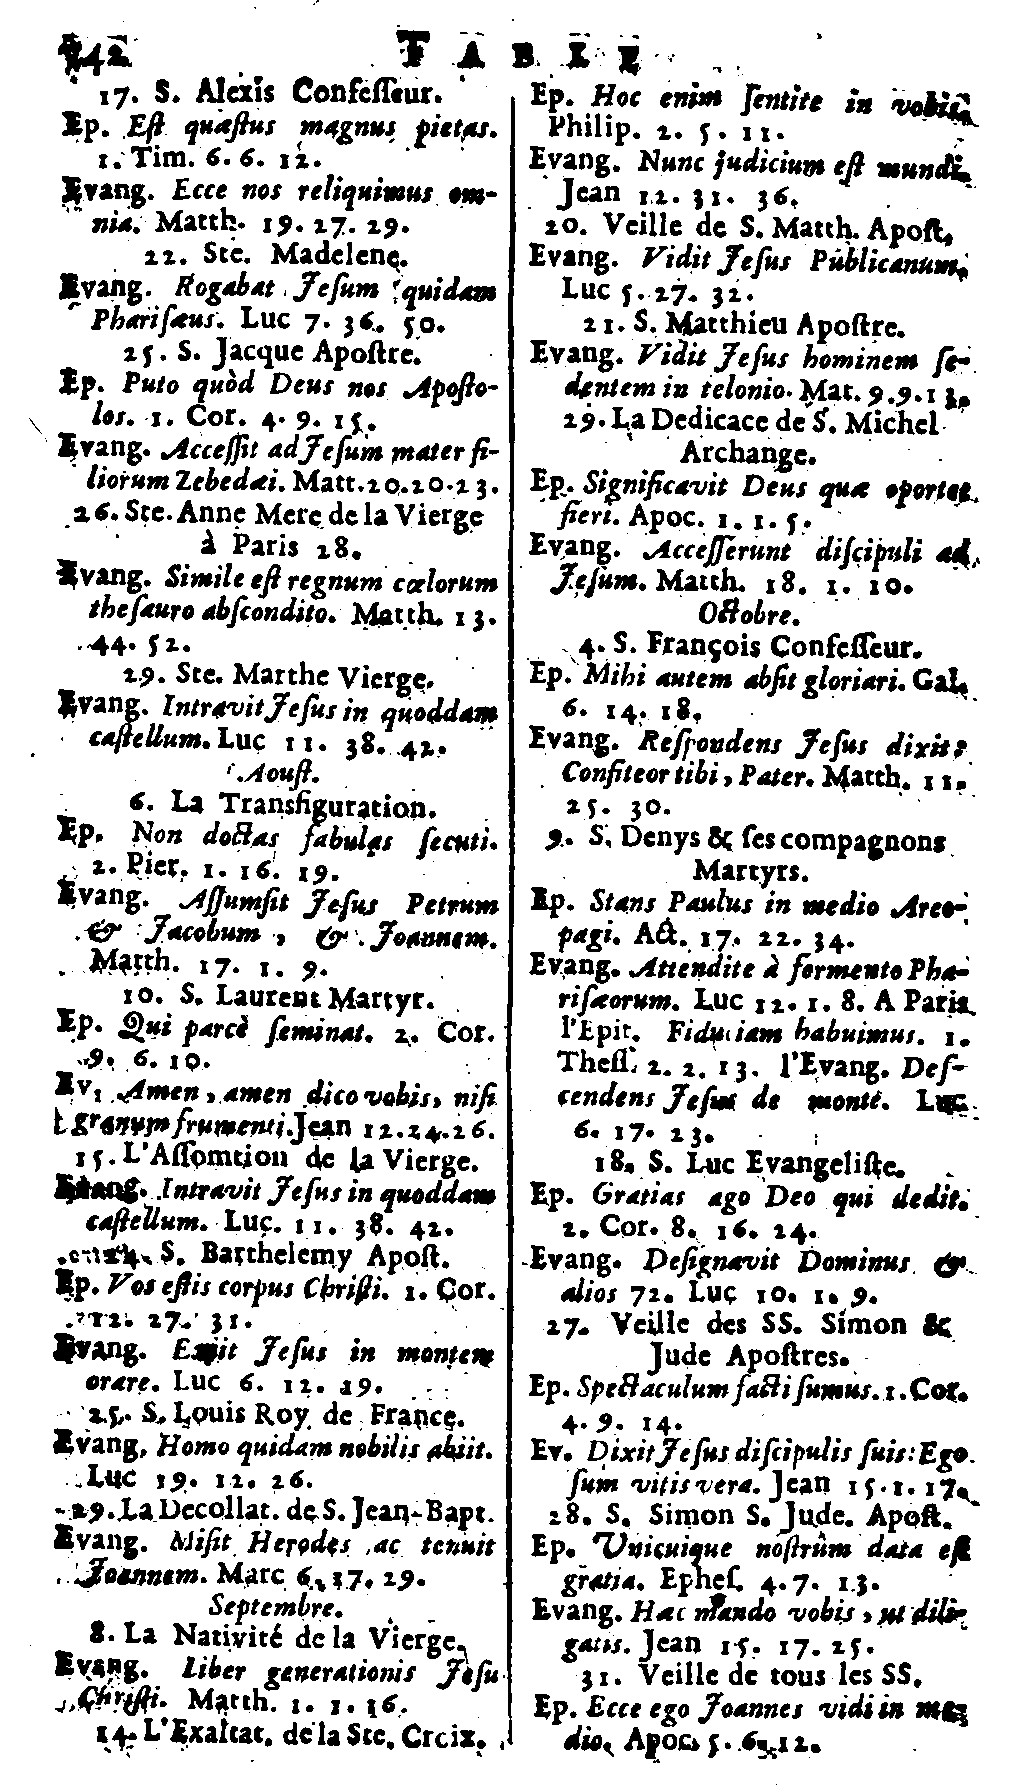 742 TABLE
17. S. Alexis Confeſſeur.
Ep. Eſt quæſtus magnus pietas.
1. Tim. 6. 6. 12.
Evang. Ecce nos reliquimus om-
nia. Matth. 19. 27. 29.
22. Ste. Madelene.
Evang. Rogabat Jeſum quidam
Phariſæus. Luc 7. 36. 50.
25. S. Jacque Apoſtre.
Ep. Puto quòd Deus nos Apoſto-
los. 1. Cor. 4. 9. 15.
Evang. Acceſſit ad Jeſum mater fi-
liorum Zebedæi. Matt. 20. 20. 23.
26. Ste. Anne Mere de la Vierge
à Paris 28.
Evang. Simile eſt regnum cœlorum
theſauro abſcondito. Matth. 13.
44. 52.
29. Ste. Marthe Vierge.
Evang. Intravit Jeſus in quoddam
caſtellum. Luc 11. 38. 42.
Aouſt.
6. La Transfiguration.
Ep. Non doctas fabulas ſecuti.
2. Pier. 1. 16. 19.
Evang. Aſſumſit Jeſus Petrum
& Jacobum, & Joannem.
Matth. 17. 1. 9.
10. S. Laurent Martyr.
Ep. Qui parcè ſeminat. 2. Cor.
9. 6. 10.
Ev. Amen, amen dico vobis, niſi
granum frumenti. Jean 12. 24. 26.
15. L'Aſſomtion de la Vierge.
Evang. Intravit Jeſus in quoddam
caſtellum. Luc. 11. 38. 42.
24. S. Barthelemy Apoſt.
Ep. Vos eſtis corpus Chriſti. 1. Cor.
12. 27. 31.
Evang. Exiit Jeſus in montem
orare. Luc 6. 12. 19.
25. S. Louis Roy de France.
Evang. Homo quidam nobilis abiit.
Luc 19. 12. 26.
29. La Decollat. de S. Jean-Bapt.
Evang. Miſit Herodes ac tenuit
Joannem. Marc 6. 17. 29.
Septembre.
8. La Nativité de la Vierge.
Evang. Liber generationis Jeſu
Chriſti. Matth. 1. 1. 16.
14. L'Exaltat. de la Ste. Croix.
Ep. Hoc enim ſentite in vobis.
Philip. 2. 5. 11.
Evang. Nunc judicium eſt mundi.
Jean 12. 31. 36.
20. Veille de S. Matth. Apoſt.
Evang. Vidit Jeſus Publicanum.
Luc 5. 27. 32.
21. S. Matthieu Apoſtre.
Evang. Vidit Jeſus hominem ſe-
dentem in telonio. Mat. 9. 9. 13.
29. La Dedicace de S. Michel
Archange.
Ep. Significavit Deus quæ oportet
fieri. Apoc. 1. 1. 5.
Evang. Acceſſerunt diſcipuli ad
Jeſum. Matth. 18. 1. 10.
Octobre.
4. S. François Confeſſeur.
Ep. Mihi autem abſit gloriari. Gal.
6. 14. 18.
Evang. Reſpondens Jeſus dixit:
Confiteor tibi, Pater. Matth. 11.
25. 30.
9. S. Denys & ſes compagnons
Martyrs.
Ep. Stans Paulus in medio Areo-
pagi. Act. 17. 22. 34.
Evang. Attendite à fermento Pha-
riſæorum. Luc 12. 1. 8. A Paris
l'Epit. Fiduciam habuimus. 1.
Theſſ. 2. 2. 13. l'Evang. Deſ-
cendens Jeſus de monte. Luc
6. 17. 23.
18. S. Luc Evangeliſte.
Ep. Gratias ago Deo qui dedit.
2. Cor. 8. 16. 24.
Evang. Deſignavit Dominus &
alios 72. Luc 10. 1. 9.
27. Veille des SS. Simon &
Jude Apoſtres.
Ep. Spectaculum facti ſumus. 1. Cor.
4. 9. 14.
Ev. Dixit Jeſus diſcipulis ſuis: Ego
ſum vitis vera. Jean 15. 1. 17.
28. S. Simon S. Jude. Apoſt.
Ep. Unicuique noſtrûm data eſt
gratia. Epheſ. 4. 7. 13.
Evang. Hæc mando vobis, ut dili-
gatis. Jean 15. 17. 25.
31. Veille de tous les SS.
Ep. Ecce ego Joannes vidi in me-
dio. Apoc. 5. 6. 12.